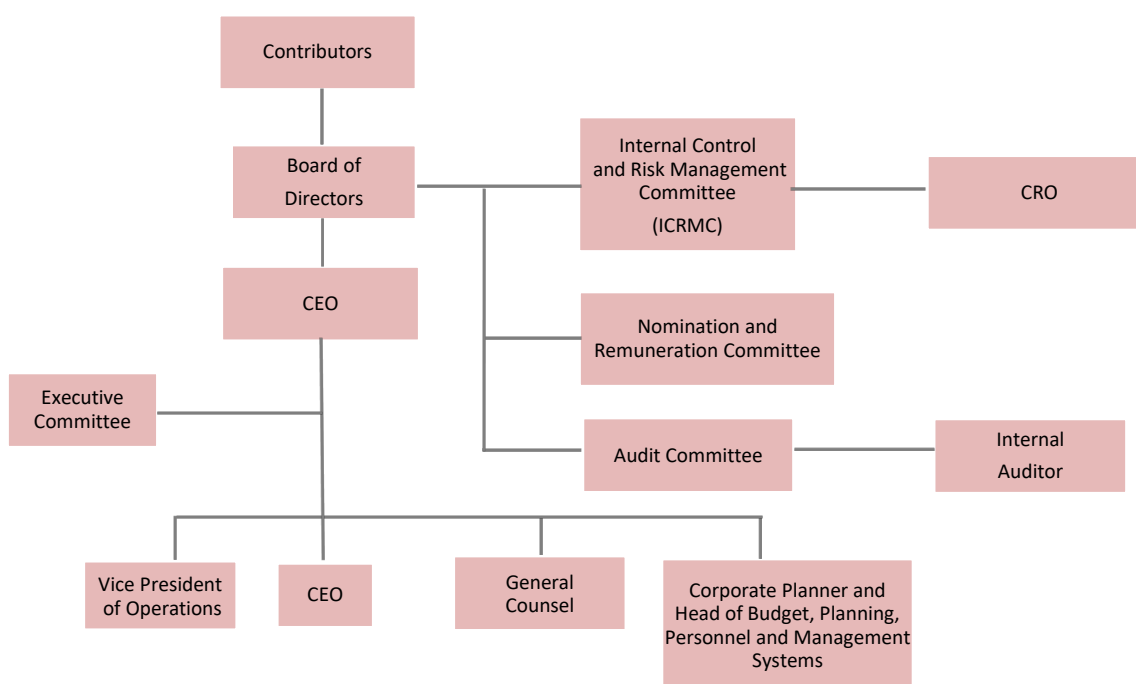 Contributors
Board of
Directors
Internal Control
and Risk Management
Committee
(ICRMC)
CRO
CEO
Nomination and
Remuneration Committee
Executive
Committee
Audit Committee
Internal
Auditor
Vice President
of Operations
CEO
General
Counsel
Corporate Planner and
Head of Budget, Planning,
Personnel and Management
Systems